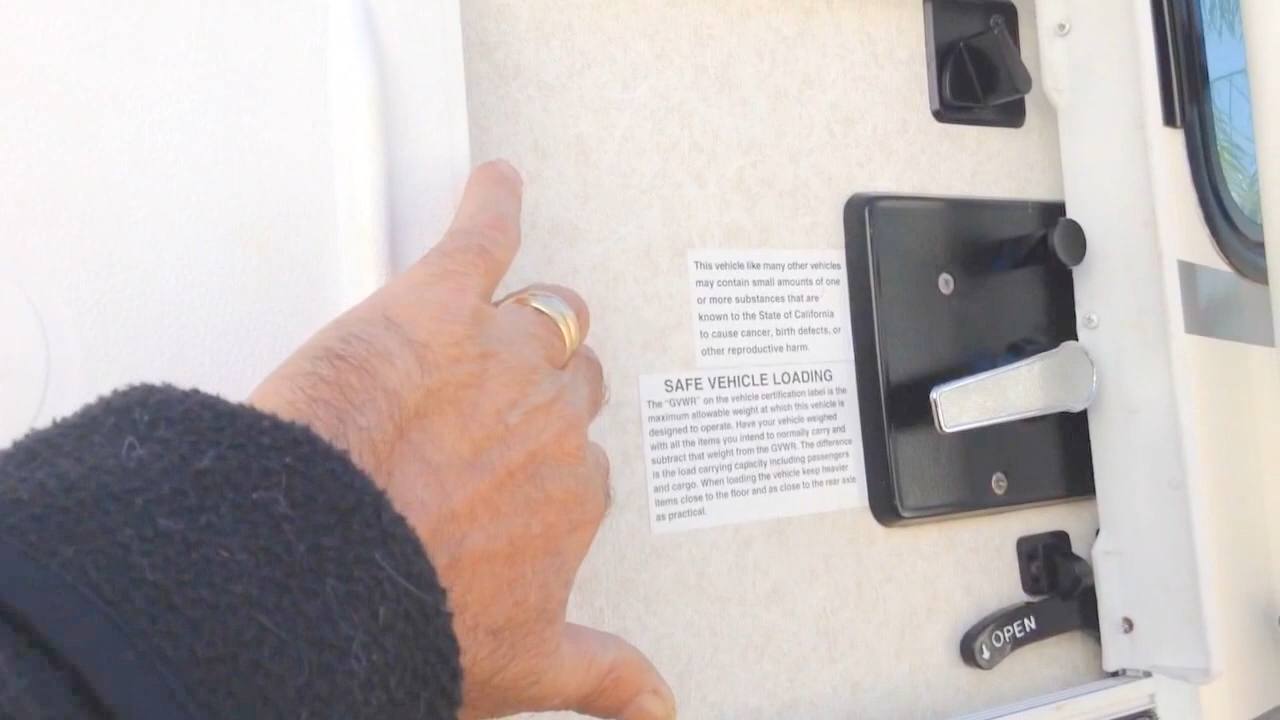 This vehicle like many other vehicles
may contain small amounts of one
or more substances that are
known to the State of California
to cause cancer, birth defects, or
other reproductive harm.
SAFE VEHICLE LOADING
The "GVWR" on the vehicle certification label is the
maximum allowable weight at which this vehicle is
designed to operate. Have your vehicle weighed
with all the items you intend to normally carry and
subtract that weight from the GVWR. The difference
is the load carrying capacity including passengers
and cargo. When loading the vehicle keep heavier
items close to the floor and as close to the rear axle
as practical.
OPEN